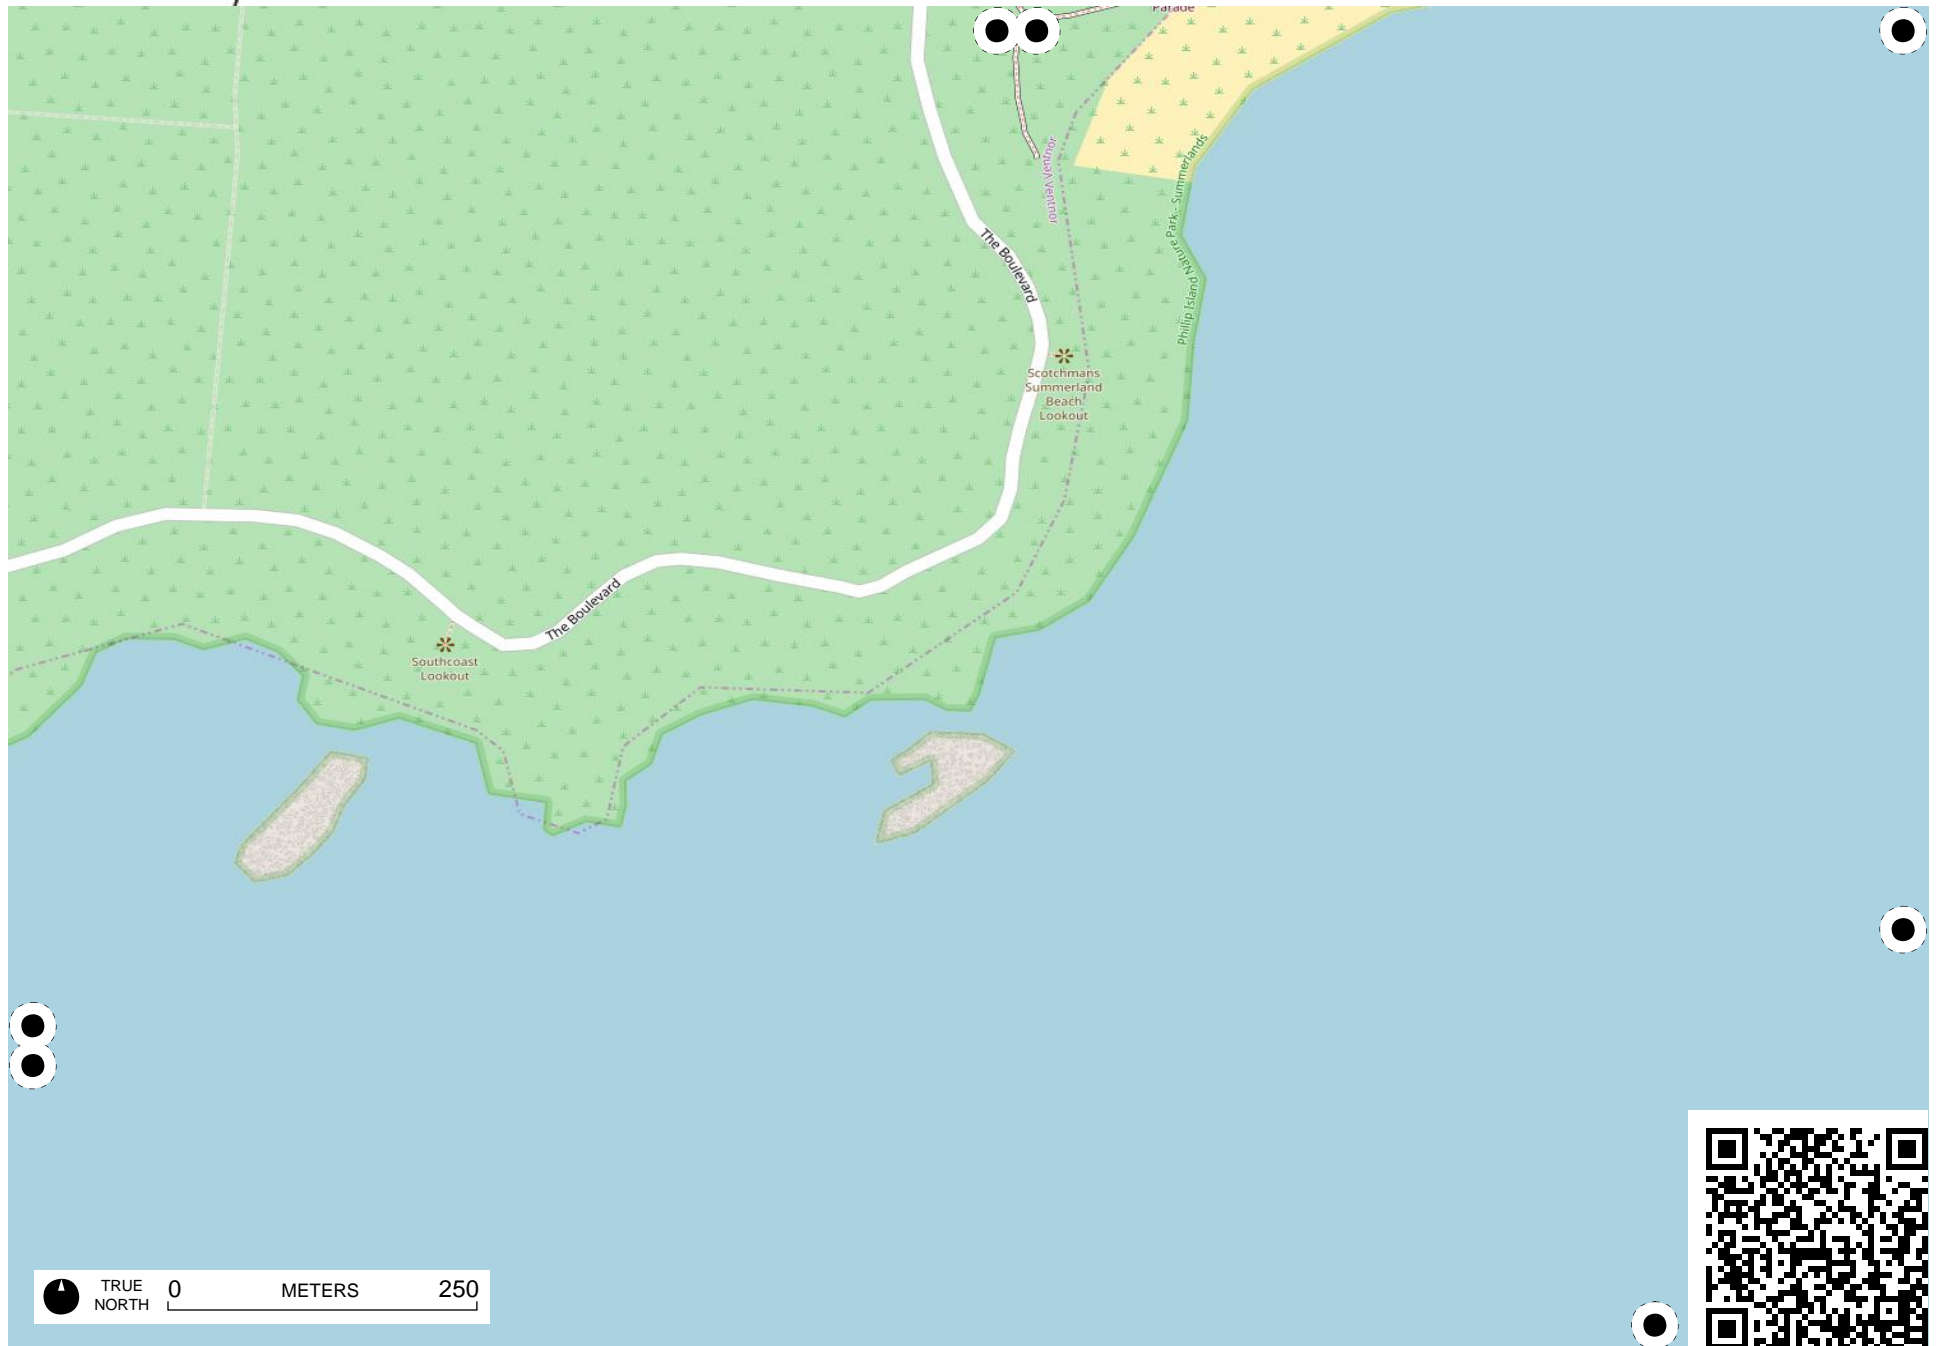 Parade
Rhyll Ventnor
Phillip Island Nature Park - Summerlands
The Boulevard
Scotchmans
Summerland
Beach
Lookout
The Boulevard
Southcoast
Lookout
TRUE
NORTH
0
METERS
250